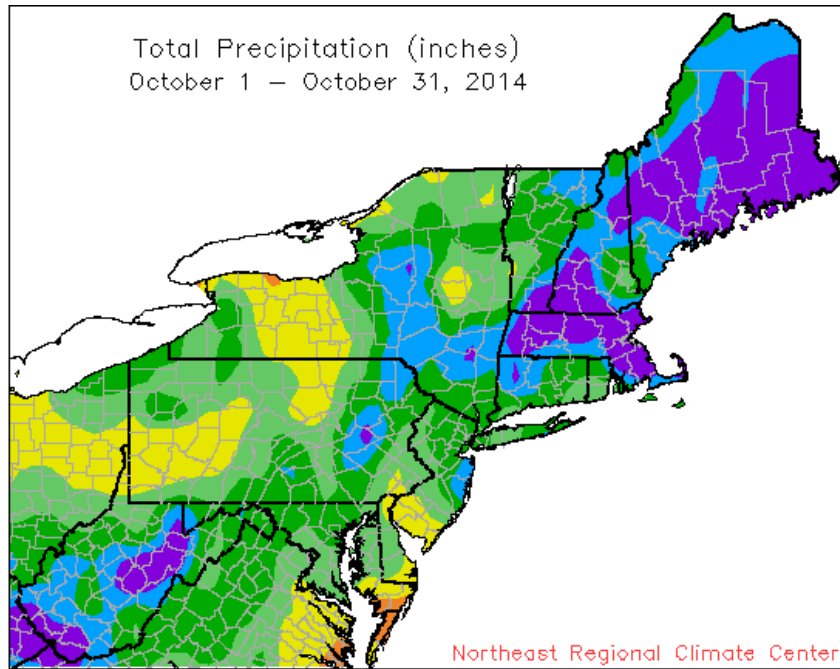 Total Precipitation (inches)
October 1 – October 31, 2014
Northeast Regional Climate Center